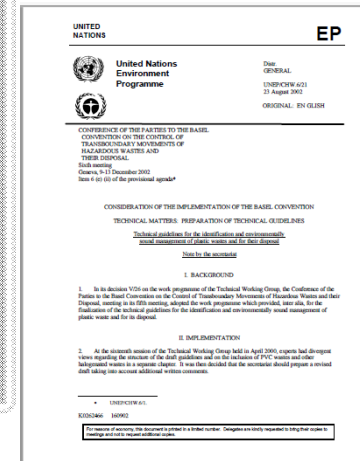 UNITED
NATIONS
EP
United Nations
Environment
Programme
Distr.
GENERAL
UNEP/CHW.6/21
23 August 2002
ORIGINAL: EN GLISH
CONFERENCE OF THE PARTIES TO THE BASEL
CONVENTION ON THE CONTROL OF
TRANSBOUNDARY MOVEMENTS OF
HAZARDOUS WASTES AND
THEIR DISPOSAL
Sixth meeting
Geneva, 9-13 December 2002
Item 6 (e) (ii) of the provisional agenda*
CONSIDERATION OF THE IMPLEMENTATION OF THE BASEL CONVENTION
TECHNICAL MATTERS: PREPARATION OF TECHNICAL GUIDELINES
Technical guidelines for the identification and environmentally
sound management of plastic wastes and for their disposal
Note by the secretariat
I. BACKGROUND
1. In its decision V/26 on the work programme of the Technical Working Group, the Conference of the
Parties to the Basel Convention on the Control of Transboundary Movements of Hazardous Wastes and their
Disposal, meeting in its fifth meeting, adopted the work programme which provided, inter alia, for the
finalization of the technical guidelines for the identification and environmentally sound management of
plastic waste and for its disposal.
II. IMPLEMENTATION
2. At the sixteenth session of the Technical Working Group held in April 2000, experts had divergent
views regarding the structure of the draft guidelines and on the inclusion of PVC wastes and other
halogenated wastes in a separate chapter. It was then decided that the secretariat should prepare a revised
draft taking into account additional written comments.
* UNEP/CHW.6/1.
K0262466 160902
For reasons of economy, this document is printed in a limited number. Delegates are kindly requested to bring their copies to
meetings and not to request additional copies.